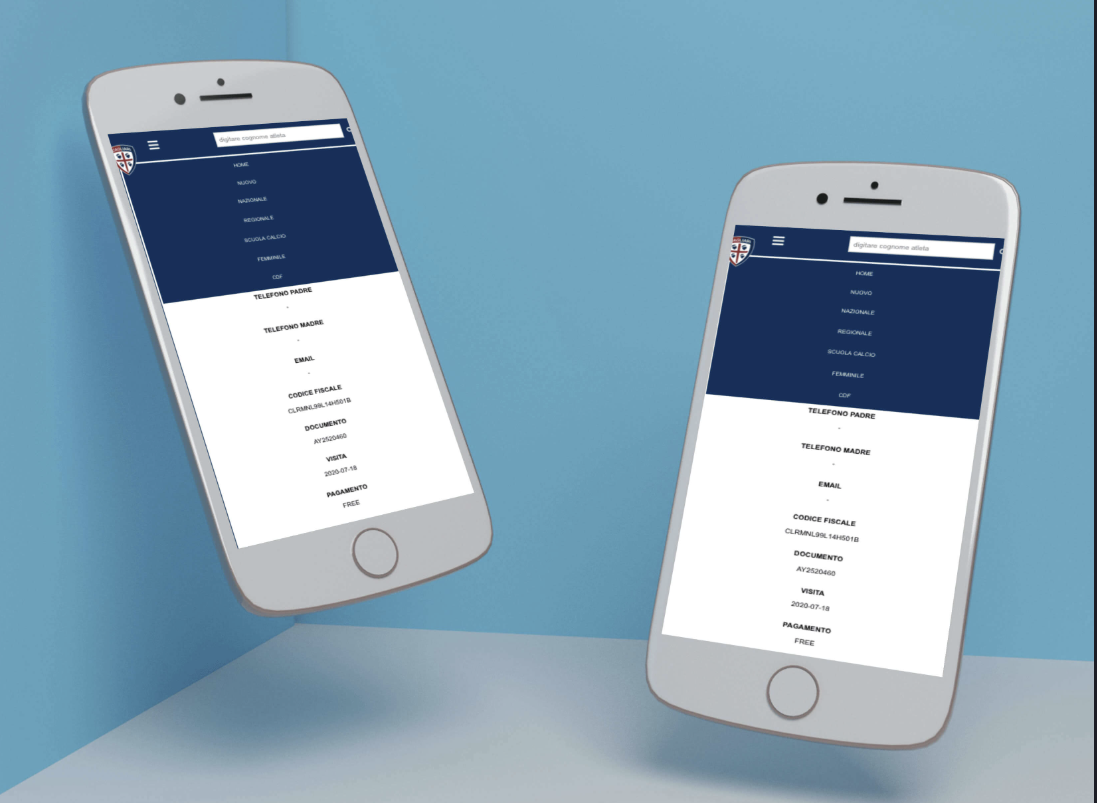 digitare cognome atleta
HOME
NUOVO
NAZIONALE
REGIONALE
SCUOLA CALCIO
FEMMINILE
CDF
TELEFONO PADRE
-
TELEFONO MADRE
-
EMAIL
-
CODICE FISCALE
CLRMNL99L14H501B
DOCUMENTO
AY2520460
VISITA
2020-07-18
PAGAMENTO
FREE
digitare cognome atleta
HOME
NUOVO
NAZIONALE
REGIONALE
SCUOLA CALCIO
FEMMINILE
CDF
TELEFONO PADRE
-
TELEFONO MADRE
-
EMAIL
-
CODICE FISCALE
CLRMNL99L14H501B
DOCUMENTO
AY2520460
VISITA
2020-07-18
PAGAMENTO
FREE